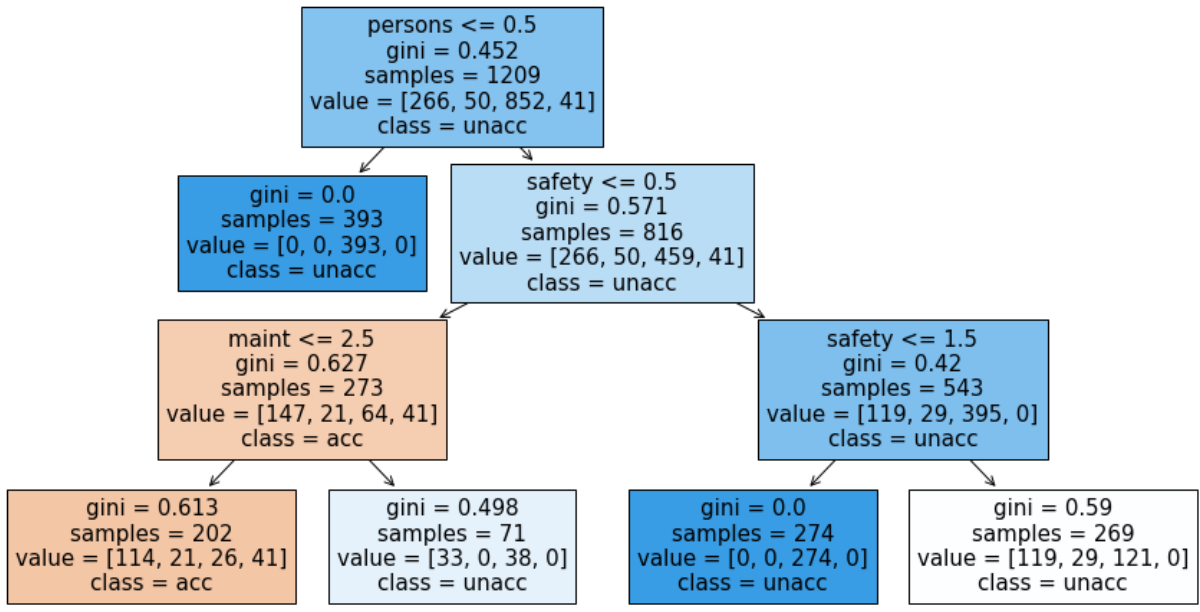 persons <= 0.5
gini = 0.452
samples = 1209
value = [266, 50, 852, 41]
class = unacc
gini = 0.0
samples = 393
value = [0, 0, 393, 0]
class = unacc
safety <= 0.5
gini = 0.571
samples = 816
value = [266, 50, 459, 41]
class = unacc
maint <= 2.5
gini = 0.627
samples = 273
value = [147, 21, 64, 41]
class = acc
safety <= 1.5
gini = 0.42
samples = 543
value = [119, 29, 395, 0]
class = unacc
gini = 0.613
samples = 202
value = [114, 21, 26, 41]
class = acc
gini = 0.498
samples = 71
value = [33, 0, 38, 0]
class = unacc
gini = 0.0
samples = 274
value = [0, 0, 274, 0]
class = unacc
gini = 0.59
samples = 269
value = [119, 29, 121, 0]
class = unacc